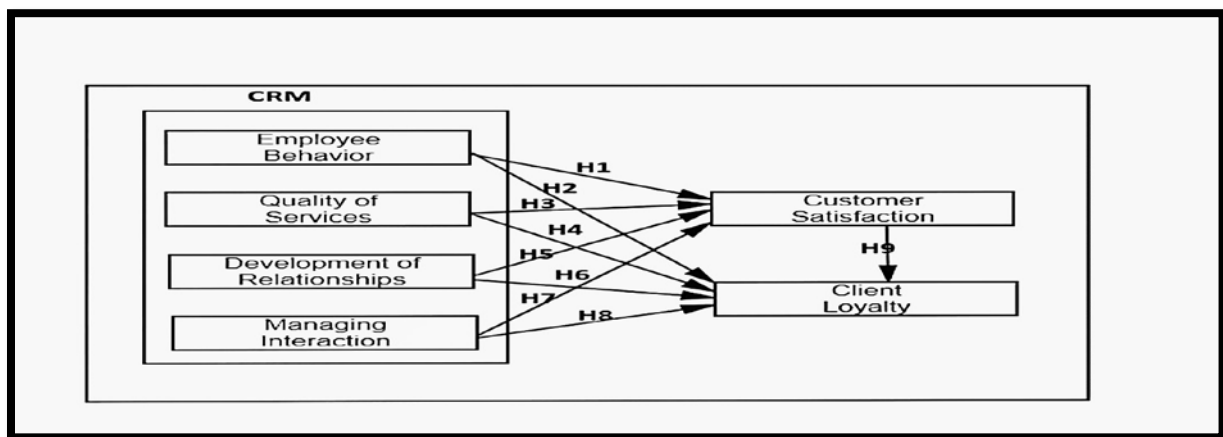 CRM
Employee
Behavior
H1
H2
Quality of
Services
H3
Customer
Satisfaction
H4
H9
Development of
Relationships
H5
H6
Client
Loyalty
H7
H8
Managing
Interaction